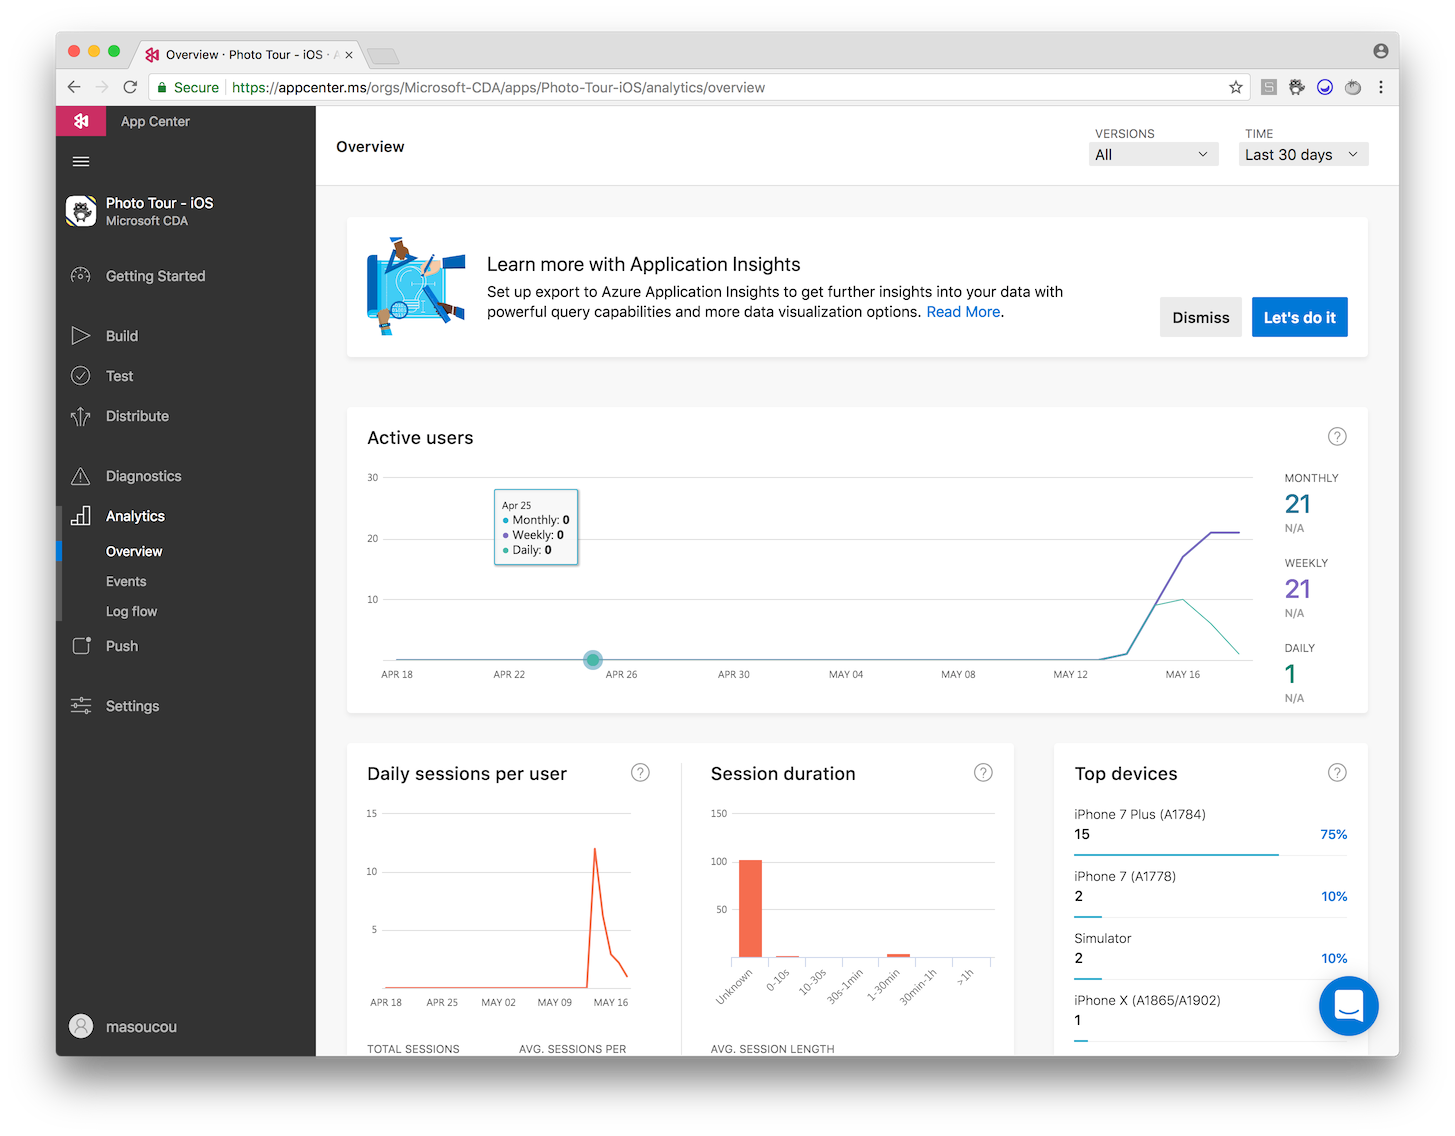 Overview · Photo Tour - iOS ·
Secure
https://appcenter.ms/orgs/Microsoft-CDA/apps/Photo-Tour-iOS/analytics/overview
App Center
Photo Tour - iOS
Microsoft CDA
Getting Started
Build
Test
Distribute
Diagnostics
Analytics
Overview
Events
Log flow
Push
Settings
masoucou
Overview
VERSIONS
All
TIME
Last 30 days
Learn more with Application Insights
Set up export to Azure Application Insights to get further insights into your data with
powerful query capabilities and more data visualization options. Read More.
Dismiss
Let's do it
Active users
?
30
20
10
Apr 25
Monthly: 0
Weekly: 0
Daily: 0
APR 18
APR 22
APR 26
APR 30
MAY 04
MAY 08
MAY 12
MAY 16
MONTHLY
21
N/A
WEEKLY
21
N/A
DAILY
1
N/A
Daily sessions per user
?
15
10
5
APR 18
APR 25
MAY 02
MAY 09
MAY 16
TOTAL SESSIONS
AVG. SESSIONS PER
Session duration
?
150
100
50
Unknown
0-10s
10-30s
30s-1min
1-30min
30min-1h
>1h
AVG. SESSION LENGTH
Top devices
?
iPhone 7 Plus (A1784)
15
75%
iPhone 7 (A1778)
2
10%
Simulator
2
10%
iPhone X (A1865/A1902)
1